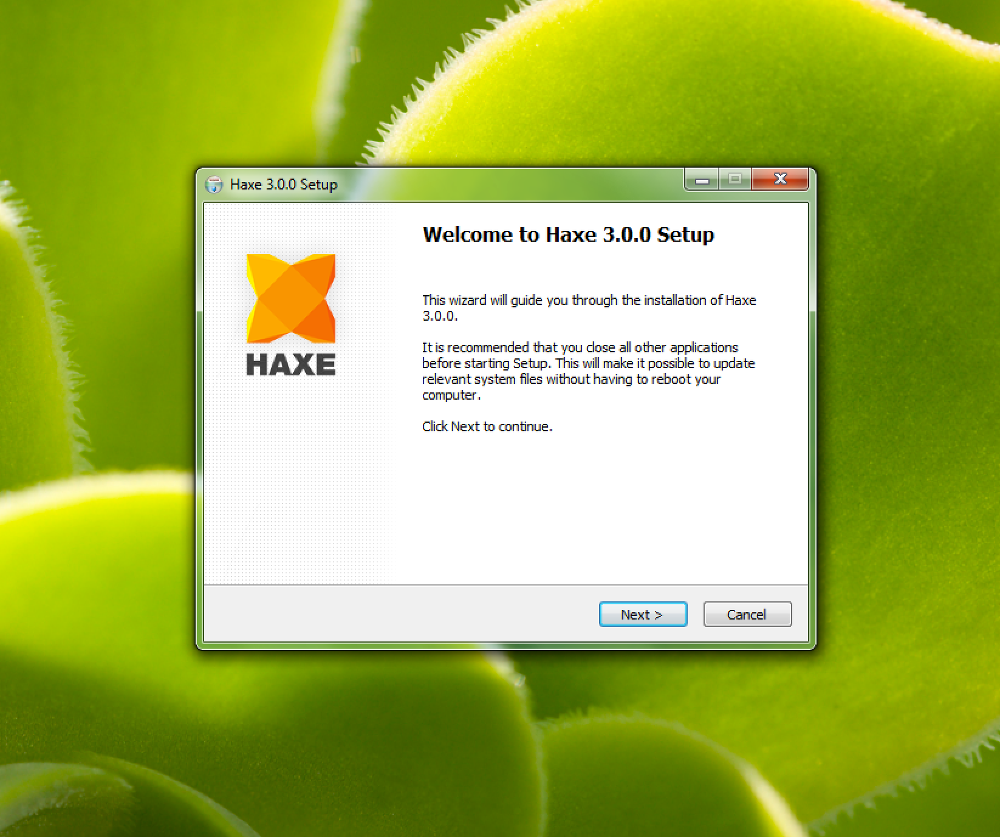 Haxe 3.0.0 Setup
Welcome to Haxe 3.0.0 Setup
HAXE
This wizard will guide you through the installation of Haxe
3.0.0.
It is recommended that you close all other applications
before starting Setup. This will make it possible to update
relevant system files without having to reboot your
computer.
Click Next to continue.
Next >
Cancel